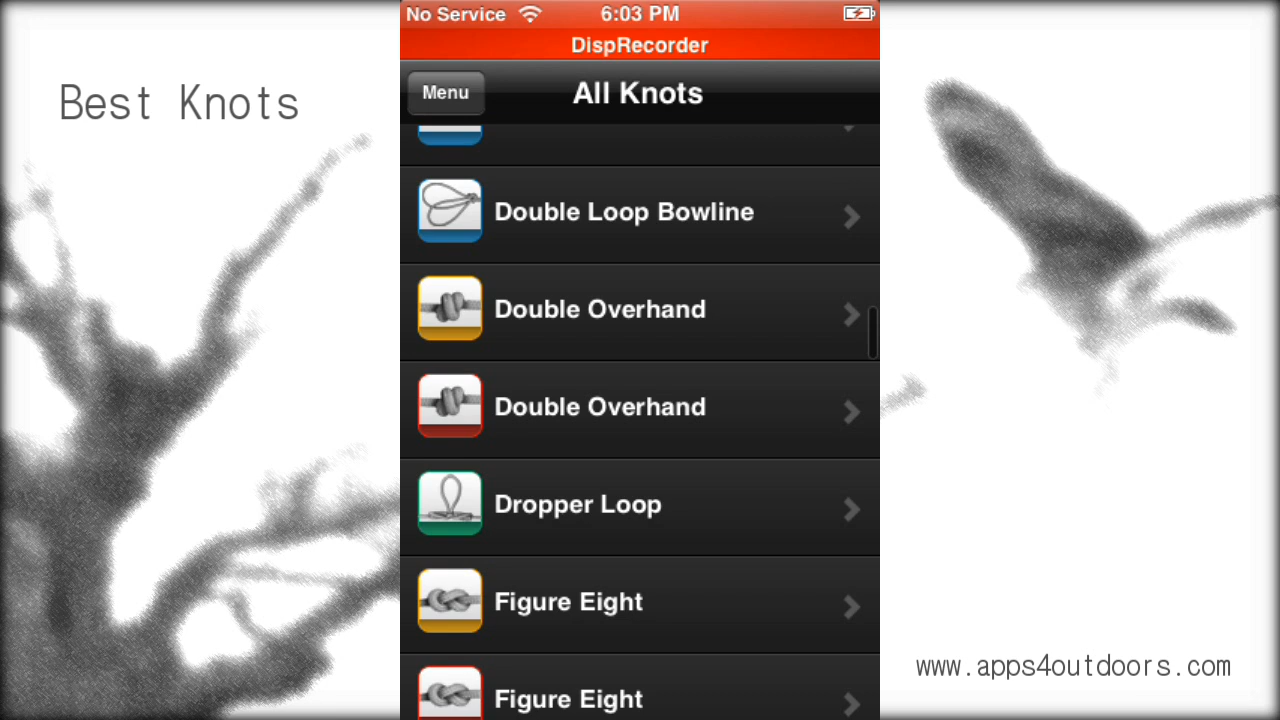 No Service
6:03 PM
DispRecorder
Menu
All Knots
Best Knots
Double Loop Bowline
Double Overhand
Double Overhand
Dropper Loop
Figure Eight
Figure Eight
www.apps4outdoors.com